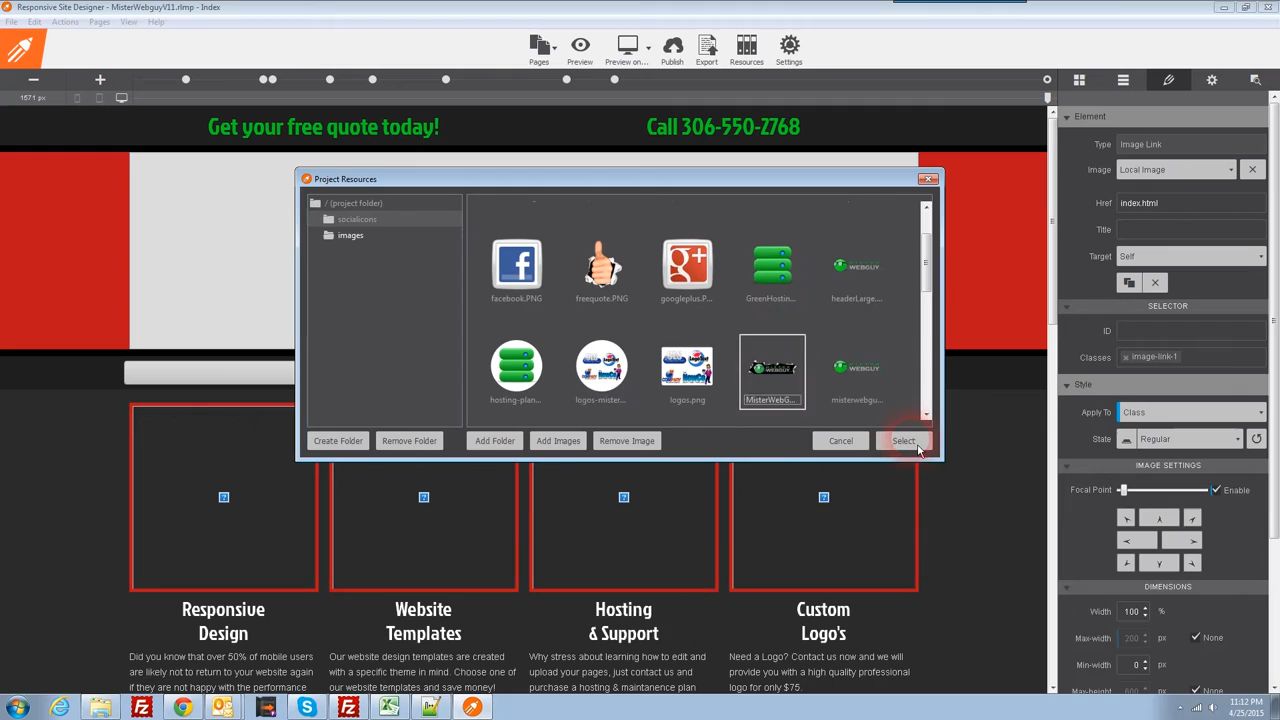 Responsive Site Designer - MisterWebguyV11.rlmp - Index
File Edit Actions Pages View Help
Pages Preview Preview on... Publish Export Resources Settings
1571 px
Get your free quote today! Call 306-550-2768
Element
Type Image Link
Image Local Image
Href index.html
Title
Target Self
SELECTOR
ID
Classes image-link-1
Style
Apply To Class
State Regular
IMAGE SETTINGS
Focal Point Enable
DIMENSIONS
Width 100 %
Max-width 200 px None
Min-width 0 px
Max-height 600 px None
Project Resources
/ (project folder)
socialicons
images
facebook.PNG freequote.PNG googleplus.P... GreenHostin... headerLarge....
hosting-plan... logos-mister... logos.png MisterWebG... misterwebgu...
Create Folder Remove Folder Add Folder Add Images Remove Image Cancel Select
Responsive
Design
Website
Templates
Hosting
& Support
Custom
Logo's
Did you know that over 50% of mobile users
are likely not to return to your website
again if they are not happy with the performance
Our website design templates are created
with a specific theme in mind. Choose one of
our website templates and save money!
Why stress about learning how to edit and
upload your pages, just contact us and
purchase a hosting & maintanence plan
Need a Logo? Contact us now and we will
provide you with a high quality professional
logo for only $75.
11:12 PM
4/25/2015